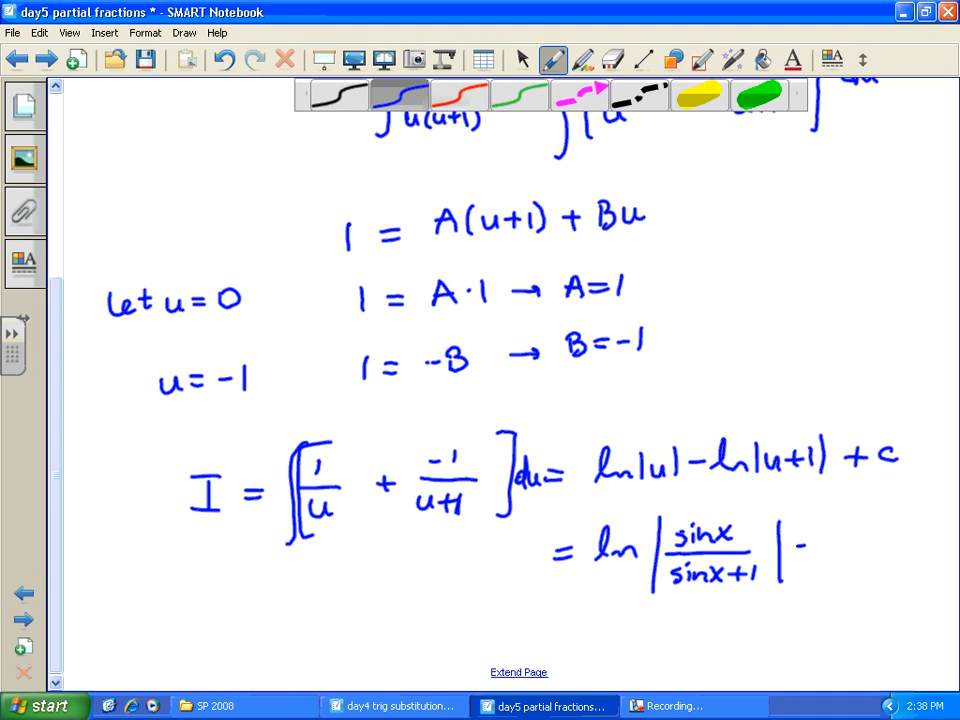 day5 partial fractions * - SMART Notebook
File Edit View Insert Format Draw Help
∫ u(u+1) ∫ [ u ∫ du
1 = A(u+1) + Bu
let u = 0 1 = A·1 → A=1
u = -1 1 = -B → B = -1
I = ∫[1/u + -1/(u+1)]du = ln|u| - ln|u+1| + c
= ln |sinx/(sinx+1)| -
Extend Page
start SP 2008 day4 trig substitution... day5 partial fractions... Recording... 2:38 PM